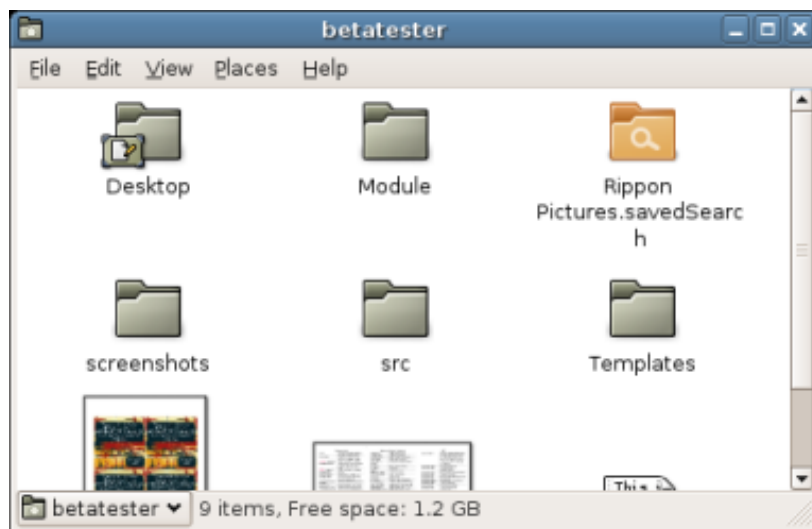 betatester
File Edit View Places Help
Desktop
Module
Rippon
Pictures.savedSearc
h
screenshots
src
Templates
This i
betatester
9 items, Free space: 1.2 GB